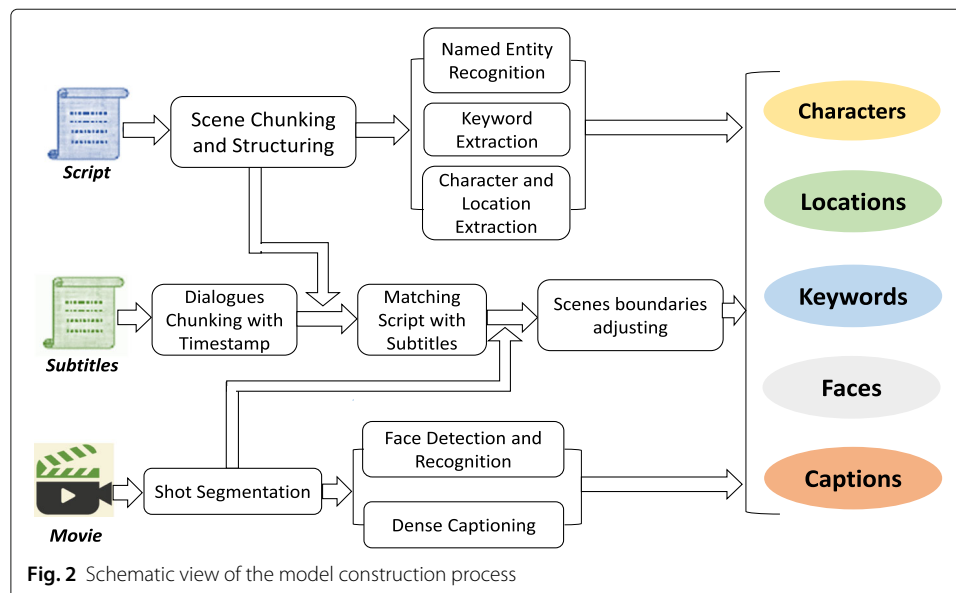 Named Entity
Recognition
Scene Chunking
and Structuring
Keyword
Extraction
Character and
Location
Extraction
Script
Dialogues
Chunking with
Timestamp
Matching
Script with
Subtitles
Scenes boundaries
adjusting
Subtitles
Face Detection and
Recognition
Shot Segmentation
Dense Captioning
Movie
Characters
Locations
Keywords
Faces
Captions
Fig. 2 Schematic view of the model construction process